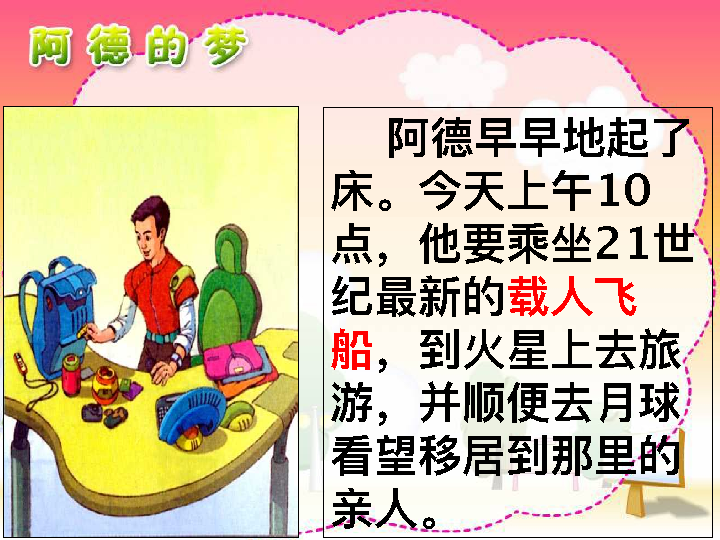 阿德的梦
阿德早早地起了
床。今天上午10
点，他要乘坐21世
纪最新的载人飞
船，到火星上去旅
游，并顺便去月球
看望移居到那里的
亲人。